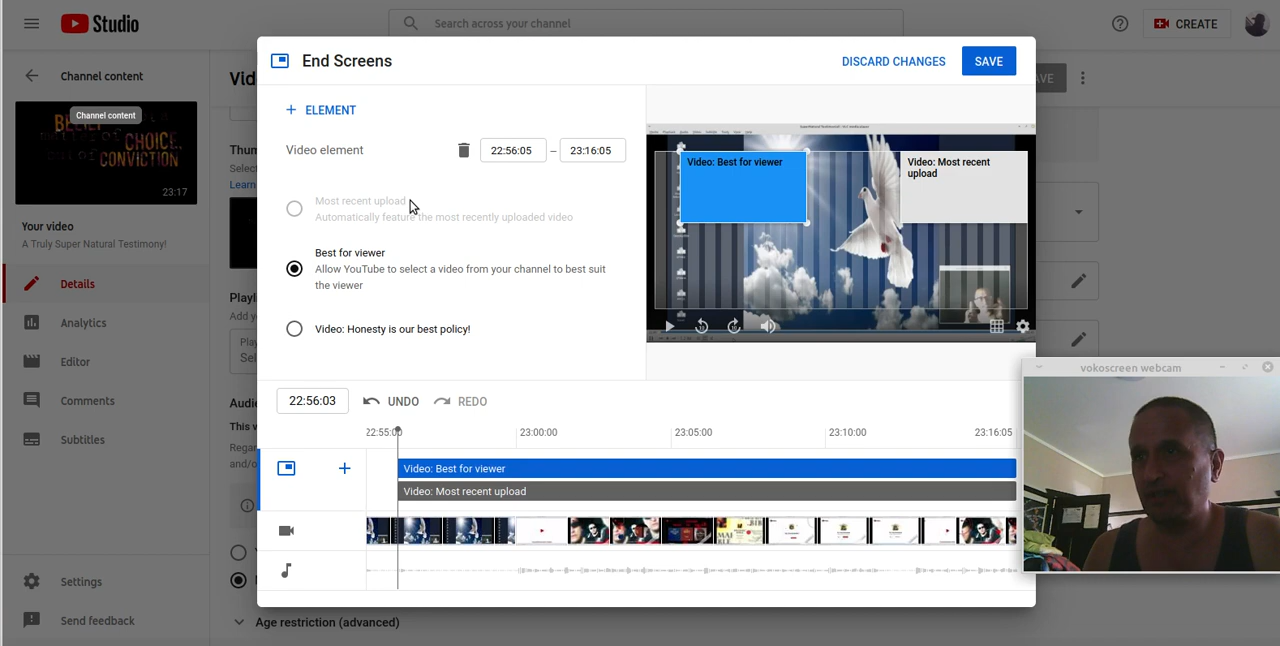 Studio
Search across your channel
CREATE
Channel content
Channel content
23:17
Your video
A Truly Super Natural Testimony!
Details
Analytics
Editor
Comments
Subtitles
Settings
Send feedback
End Screens
DISCARD CHANGES
SAVE
+ ELEMENT
Video element
22:56:05 – 23:16:05
Most recent upload
Automatically feature the most recently uploaded video
Best for viewer
Allow YouTube to select a video from your channel to best suit
the viewer
Video: Honesty is our best policy!
Video: Best for viewer
Video: Most recent
upload
22:56:03
UNDO
REDO
22:55:00
23:00:00
23:05:00
23:10:00
23:16:05
Video: Best for viewer
Video: Most recent upload
vokoscreen webcam
Age restriction (advanced)